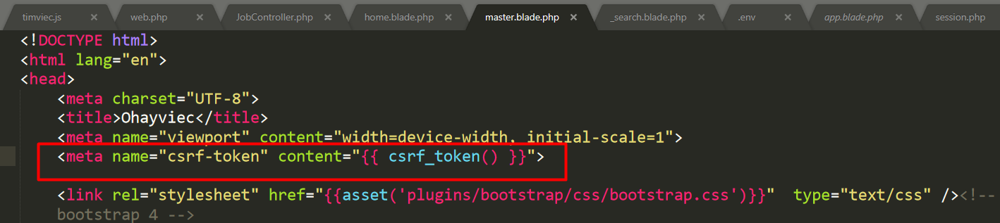 timviec.js × web.php × JobController.php × home.blade.php × master.blade.php × _search.blade.php × .env × app.blade.php × session.php
<!DOCTYPE html>
<html lang="en">
<head>
<meta charset="UTF-8">
<title>Ohayviec</title>
<meta name="viewport" content="width=device-width, initial-scale=1">
<meta name="csrf-token" content="{{ csrf_token() }}">
<link rel="stylesheet" href="{{asset('plugins/bootstrap/css/bootstrap.css')}}"  type="text/css" /><!--
bootstrap 4 -->